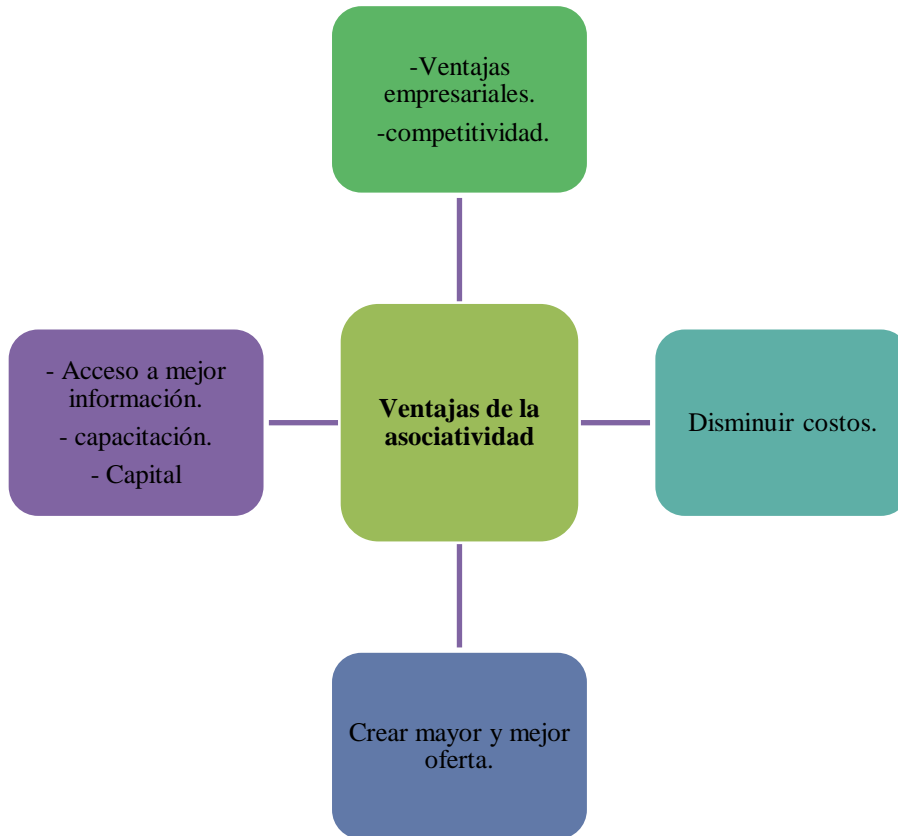 -Ventajas
empresariales.
-competitividad.
- Acceso a mejor
información.
- capacitación.
- Capital
Ventajas de la
asociatividad
Disminuir costos.
Crear mayor y mejor
oferta.